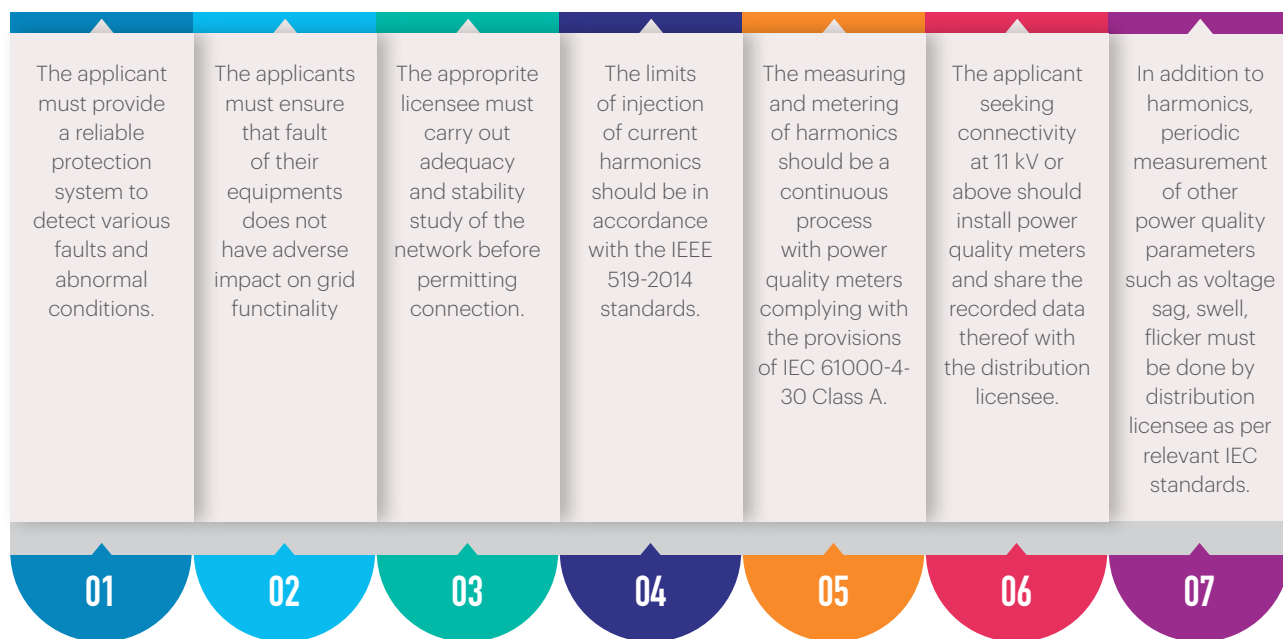 The applicant
must provide
a reliable
protection
system to
detect various
faults and
abnormal
conditions.
The applicants
must ensure
that fault
of their
equipments
does not
have adverse
impact on grid
functinality
The approprite
licensee must
carry out
adequacy
and stability
study of the
network before
permitting
connection.
The limits
of injection
of current
harmonics
should be in
accordance
with the IEEE
519-2014
standards.
The measuring
and metering
of harmonics
should be a
continuous
process
with power
quality meters
complying with
the provisions
of IEC 61000-4-
30 Class A.
The applicant
seeking
connectivity
at 11 kV or
above should
install power
quality meters
and share the
recorded data
thereof with
the distribution
licensee.
In addition to
harmonics,
periodic
measurement
of other
power quality
parameters
such as voltage
sag, swell,
flicker must
be done by
distribution
licensee as per
relevant IEC
standards.
01
02
03
04
05
06
07